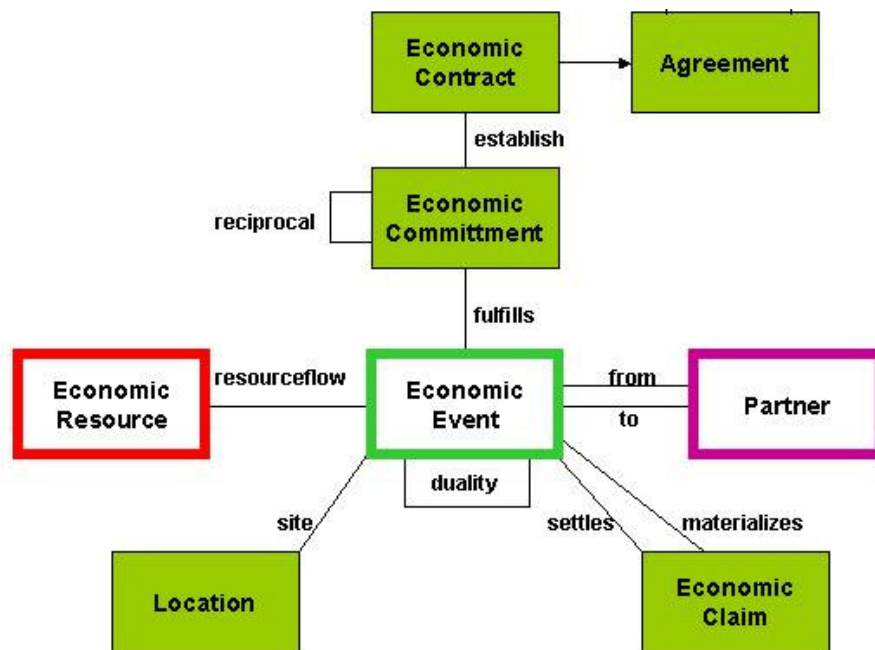 Economic
Contract
Agreement
establish
Economic
Committment
reciprocal
fulfills
Economic
Resource
resourceflow
Economic
Event
from
to
Partner
duality
site
settles
materializes
Location
Economic
Claim